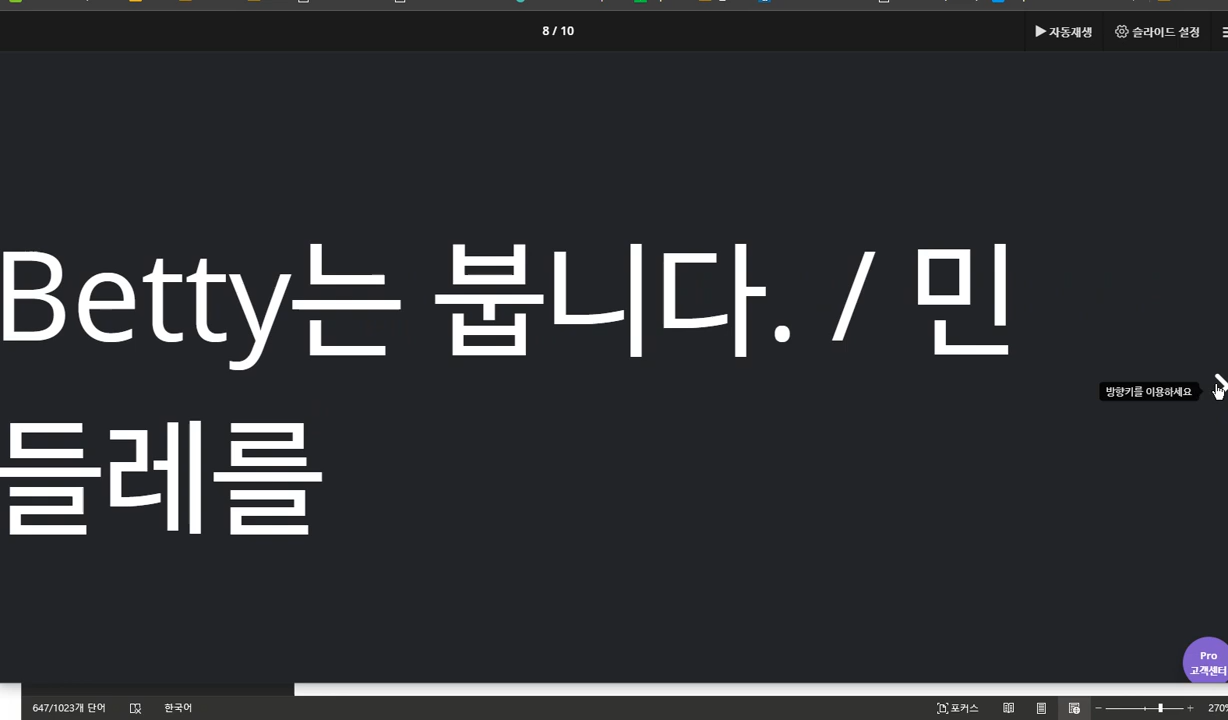 8 / 10
▶ 자동재생
슬라이드 설정
Betty는 붑니다. / 민
들레를
방향키를 이용하세요
Pro
고객센터
647/1023개 단어
한국어
포커스
270%